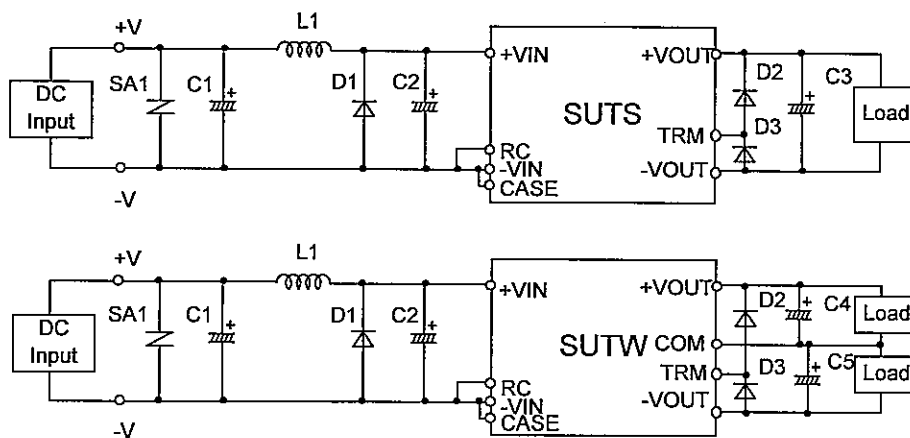 L1
+V
+VIN
+VOUT
D2
C3
SA1
C1
D1
C2
DC
Input
SUTS
Load
D3
TRM
RC
-VIN
-VOUT
CASE
-V
L1
+V
+VIN
+VOUT
D2
C4
SA1
C1
D1
C2
Load
DC
Input
SUTW
COM
D3
C5
TRM
Load
RC
-VIN
-VOUT
CASE
-V